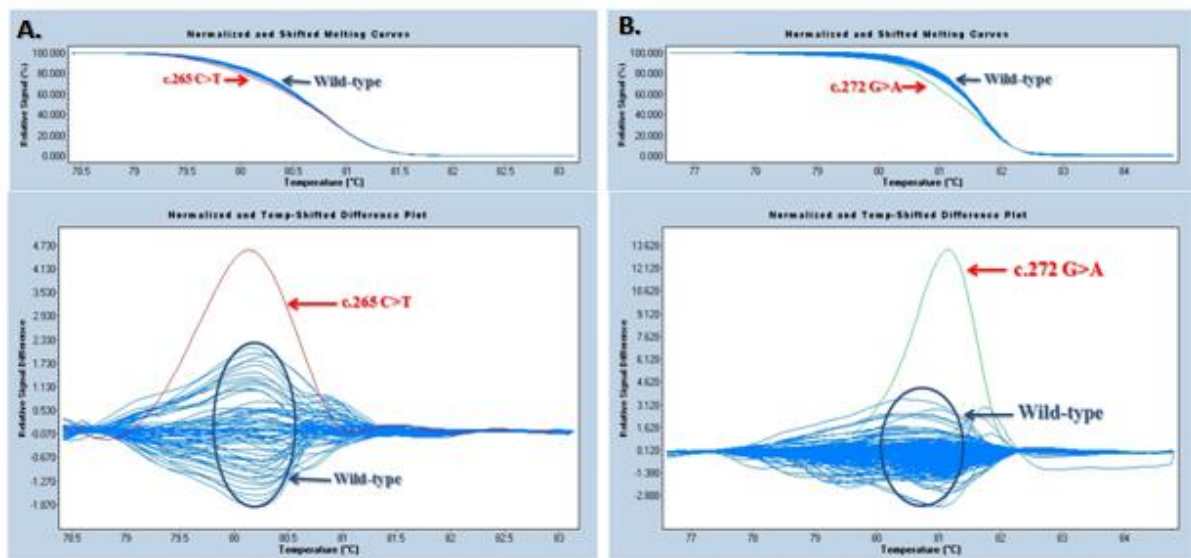 A.
Normalized and Shifted Melting Curves
Relative Signal (%)
100.000
80.000
60.000
40.000
20.000
0.000
c.265 C>T
Wild-type
78.5 79 79.5 80 80.5 81 81.5 82 82.5 83
Temperature (°C)
Normalized and Temp-Shifted Difference Plot
Relative Signal Difference
4.730
4.130
3.530
2.930
2.330
1.730
1.130
0.530
-0.070
-0.670
-1.270
-1.870
c.265 C>T
Wild-type
78.5 79 79.5 80 80.5 81 81.5 82 82.5 83
Temperature (°C)
B.
Normalized and Shifted Melting Curves
Relative Signal (%)
100.000
80.000
60.000
40.000
20.000
0.000
c.272 G>A
Wild-type
77 78 79 80 81 82 83 84
Temperature (°C)
Normalized and Temp-Shifted Difference Plot
Relative Signal Difference
13.620
12.120
10.620
9.120
7.620
6.120
4.620
3.120
1.620
0.120
-1.380
-2.880
c.272 G>A
Wild-type
77 78 79 80 81 82 83 84
Temperature (°C)